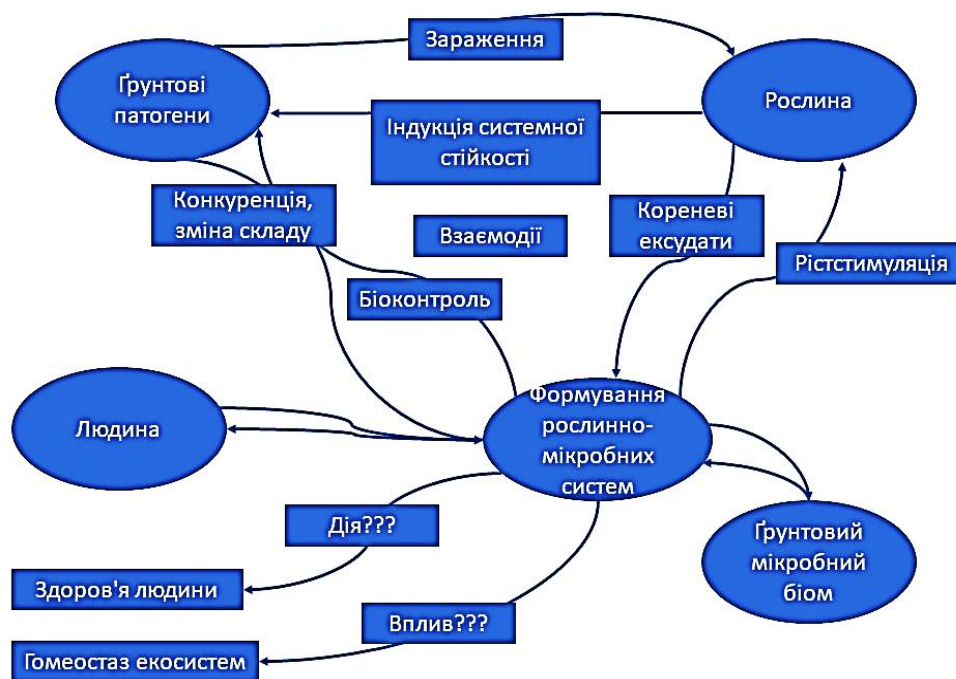 Зараження
Ґрунтові
патогени
Рослина
Індукція системної
стійкості
Конкуренція,
зміна складу
Взаємодії
Кореневі
ексудати
Рістстимуляція
Біоконтроль
Людина
Формування
рослинно-
мікробних
систем
Дія???
Ґрунтовий
мікробний
біом
Здоров'я людини
Вплив???
Гомеостаз екосистем